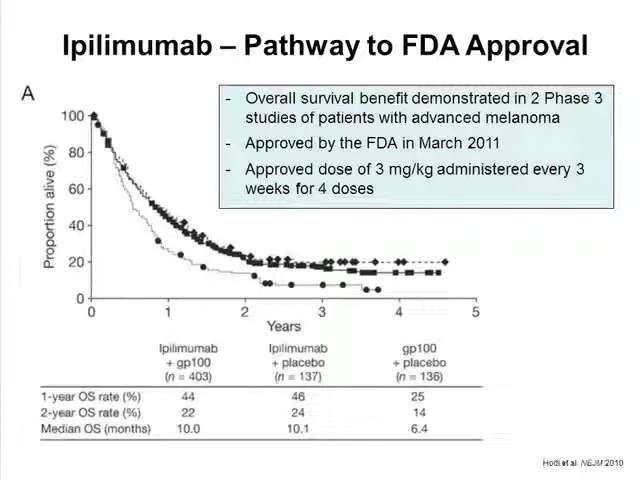 Ipilimumab – Pathway to FDA Approval
A
- Overall survival benefit demonstrated in 2 Phase 3
studies of patients with advanced melanoma
- Approved by the FDA in March 2011
- Approved dose of 3 mg/kg administered every 3
weeks for 4 doses
Proportion alive (%)
100
80
60
40
20
0
0 1 2 3 4 5
Years
Ipilimumab + gp100 (n = 403)
Ipilimumab + placebo (n = 137)
gp100 + placebo (n = 136)
1-year OS rate (%) 44 46 25
2-year OS rate (%) 22 24 14
Median OS (months) 10.0 10.1 6.4
Hodi et al. NEJM 2010